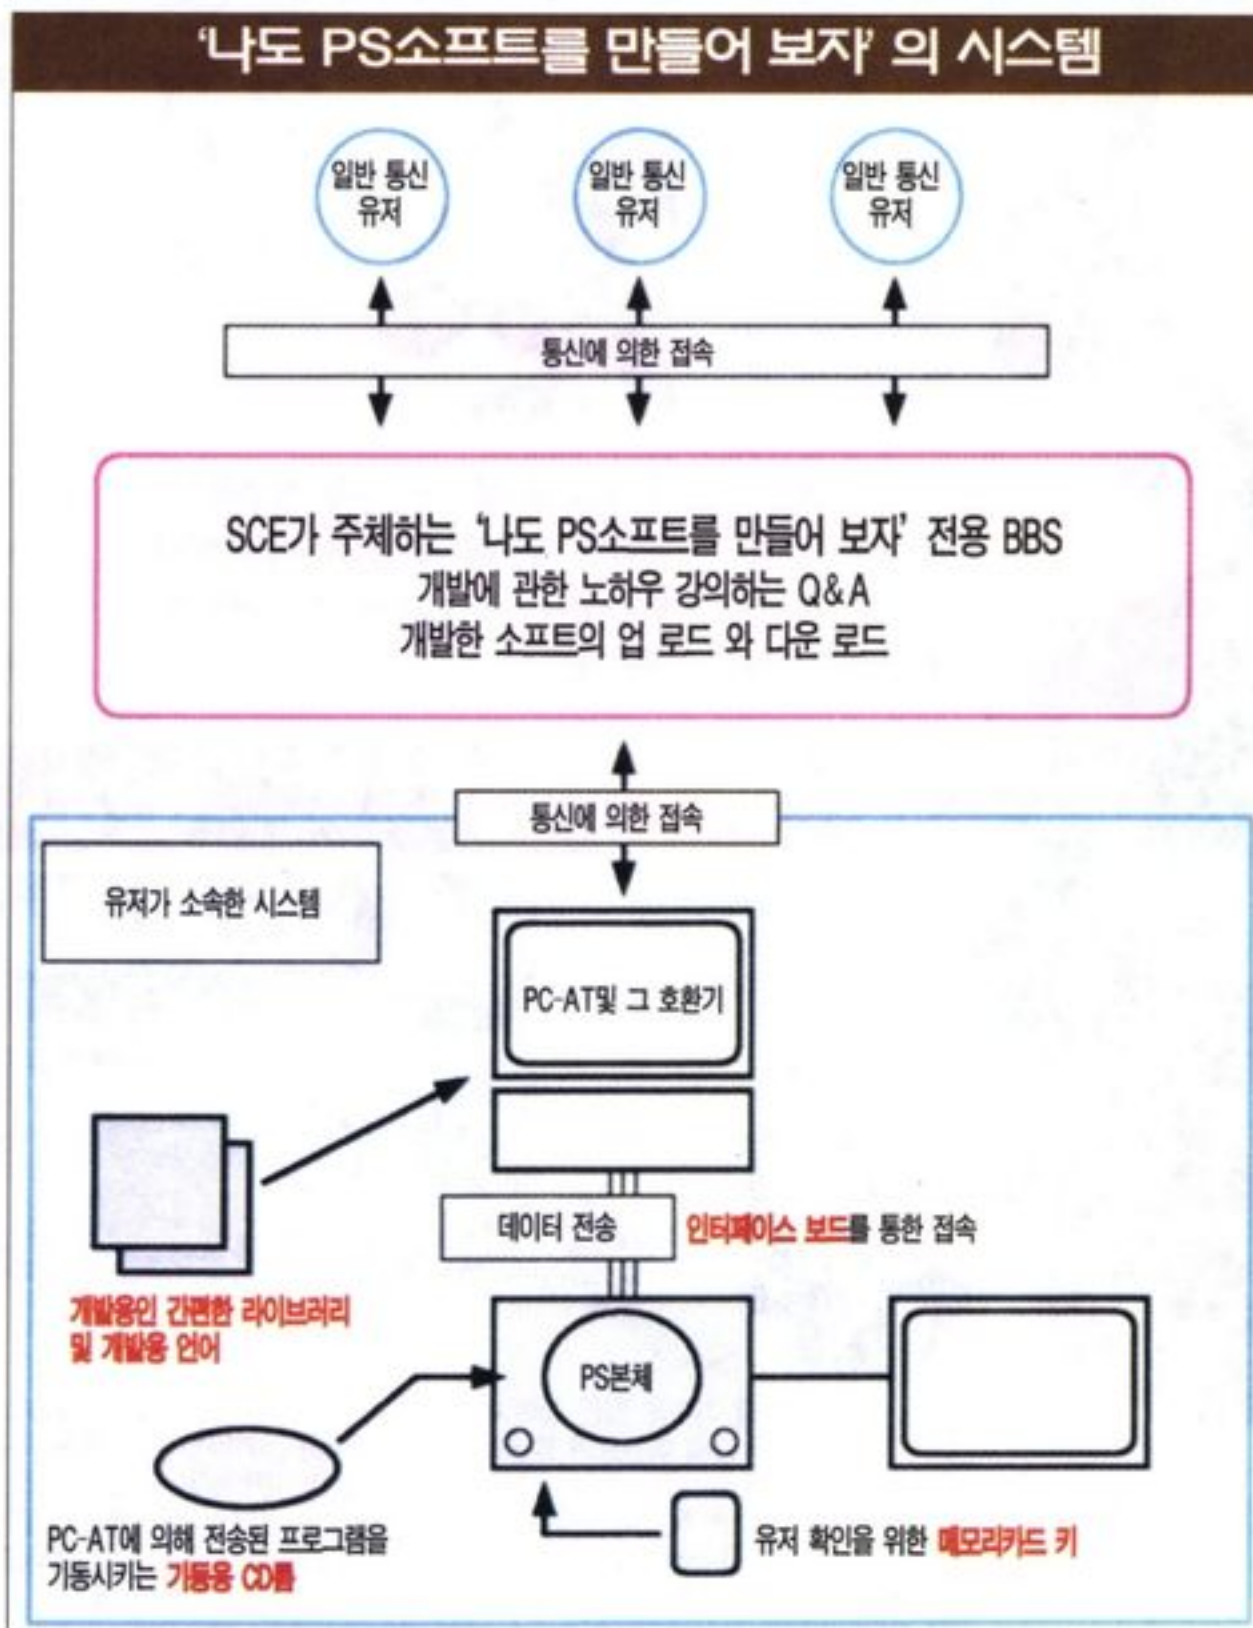 '나도 PS소프트를 만들어 보자' 의 시스템
일반 통신
유저
일반 통신
유저
일반 통신
유저
통신에 의한 접속
SCE가 주체하는 '나도 PS소프트를 만들어 보자' 전용 BBS
개발에 관한 노하우 강의하는 Q&A
개발한 소프트의 업 로드 와 다운 로드
통신에 의한 접속
유저가 소속한 시스템
PC-AT및 그 호환기
데이터 전송
인터페이스 보드를 통한 접속
개발용인 간편한 라이브러리
및 개발용 언어
PS본체
PC-AT에 의해 전송된 프로그램을
기동시키는 기동용 CD롬
유저 확인을 위한 메모리카드 키